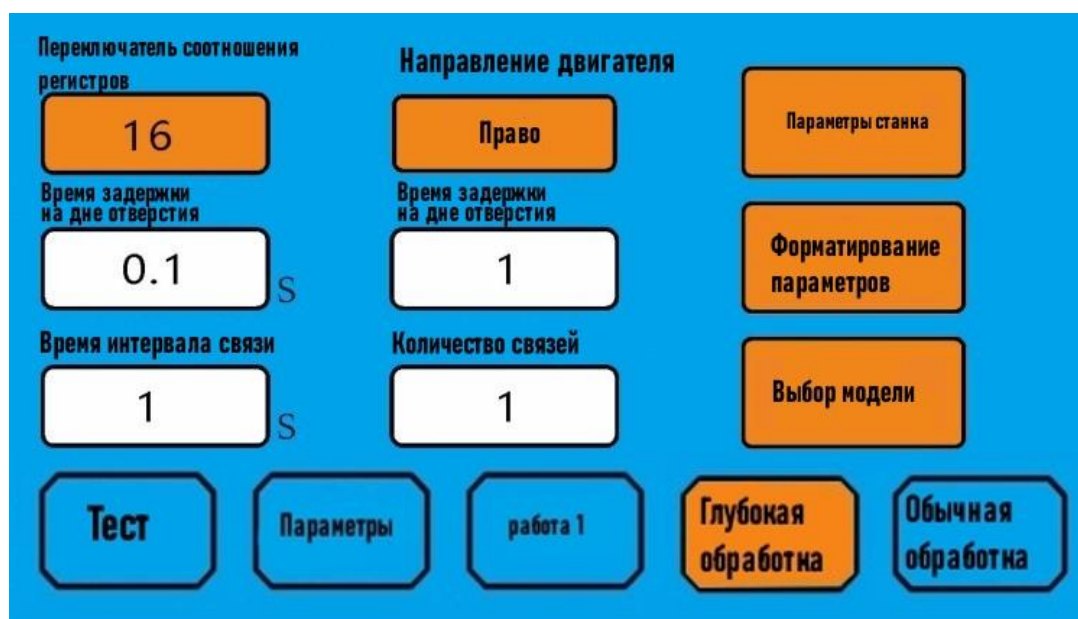 Переключатель соотношения
регистров
16
Направление двигателя
Право
Параметры станка
Время задержки
на дне отверстия
0.1 S
Время задержки
на дне отверстия
1
Форматирование
параметров
Время интервала связи
1 S
Количество связей
1
Выбор модели
Тест
Параметры
работа 1
Глубокая
обработка
Обычная
обработка